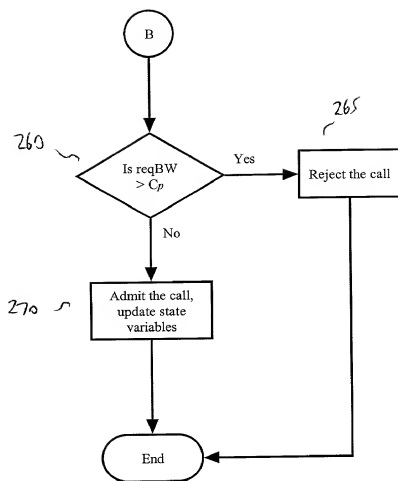 B
265
260
Is reqBW
> Cp
Yes
Reject the call
No
270
Admit the call,
update state
variables
End